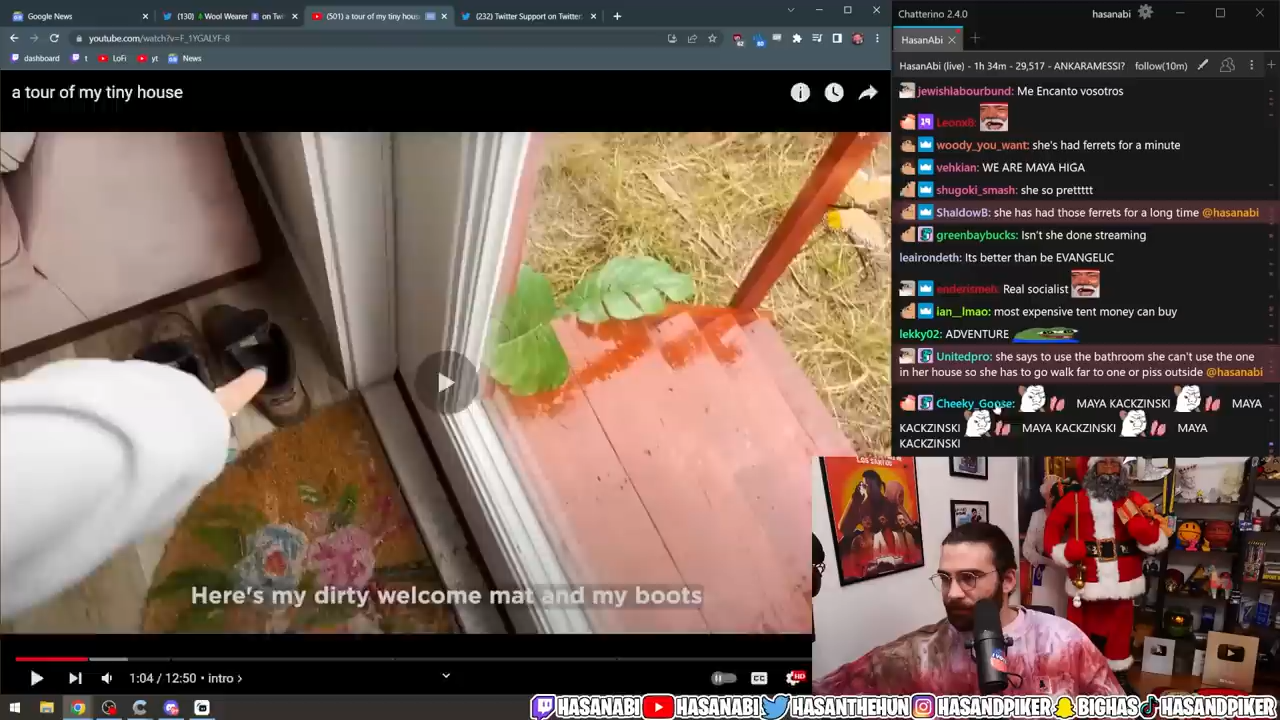 Google News
(130) 🌲Wool Wearer on Tw
(501) a tour of my tiny hous
(232) Twitter Support on Twitter
youtube.com/watch?v=F_1YGALYF-8
dashboard
t
LoFi
yt
News
a tour of my tiny house
Here's my dirty welcome mat and my boots
1:04 / 12:50 • intro ›
CC
HD
Chatterino 2.4.0
hasanabi
HasanAbi
HasanAbi (live) - 1h 34m - 29,517 - ANKARAMESSI?
follow(10m)
jewishlabourbund: Me Encanto vosotros
19 Leonx8:
woody_you_want: she's had ferrets for a minute
vehkian: WE ARE MAYA HIGA
shugoki_smash: she so prettttt
ShaldowB: she has had those ferrets for a long time @hasanabi
greenbaybucks: Isn't she done streaming
leairondeth: Its better than be EVANGELIC
enderismeh: Real socialist
ian__lmao: most expensive tent money can buy
lekky02: ADVENTURE
Unitedpro: she says to use the bathroom she can't use the one
in her house so she has to go walk far to one or piss outside @hasanabi
Cheeky_Goose: MAYA KACKZINSKI MAYA
KACKZINSKI MAYA KACKZINSKI MAYA
KACKZINSKI
HASANABI HASANABI HASANTHEHUN HASANDPIKER BIGHAS HASANDPIKER